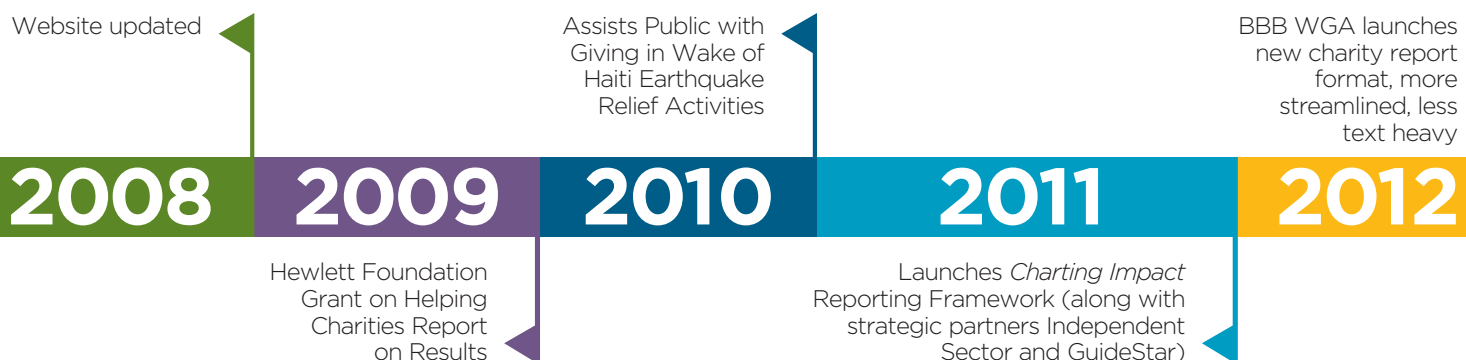 Website updated
Assists Public with
Giving in Wake of
Haiti Earthquake
Relief Activities
BBB WGA launches
new charity report
format, more
streamlined, less
text heavy
2008 2009 2010 2011 2012
Hewlett Foundation
Grant on Helping
Charities Report
on Results
Launches Charting Impact
Reporting Framework (along with
strategic partners Independent
Sector and GuideStar)